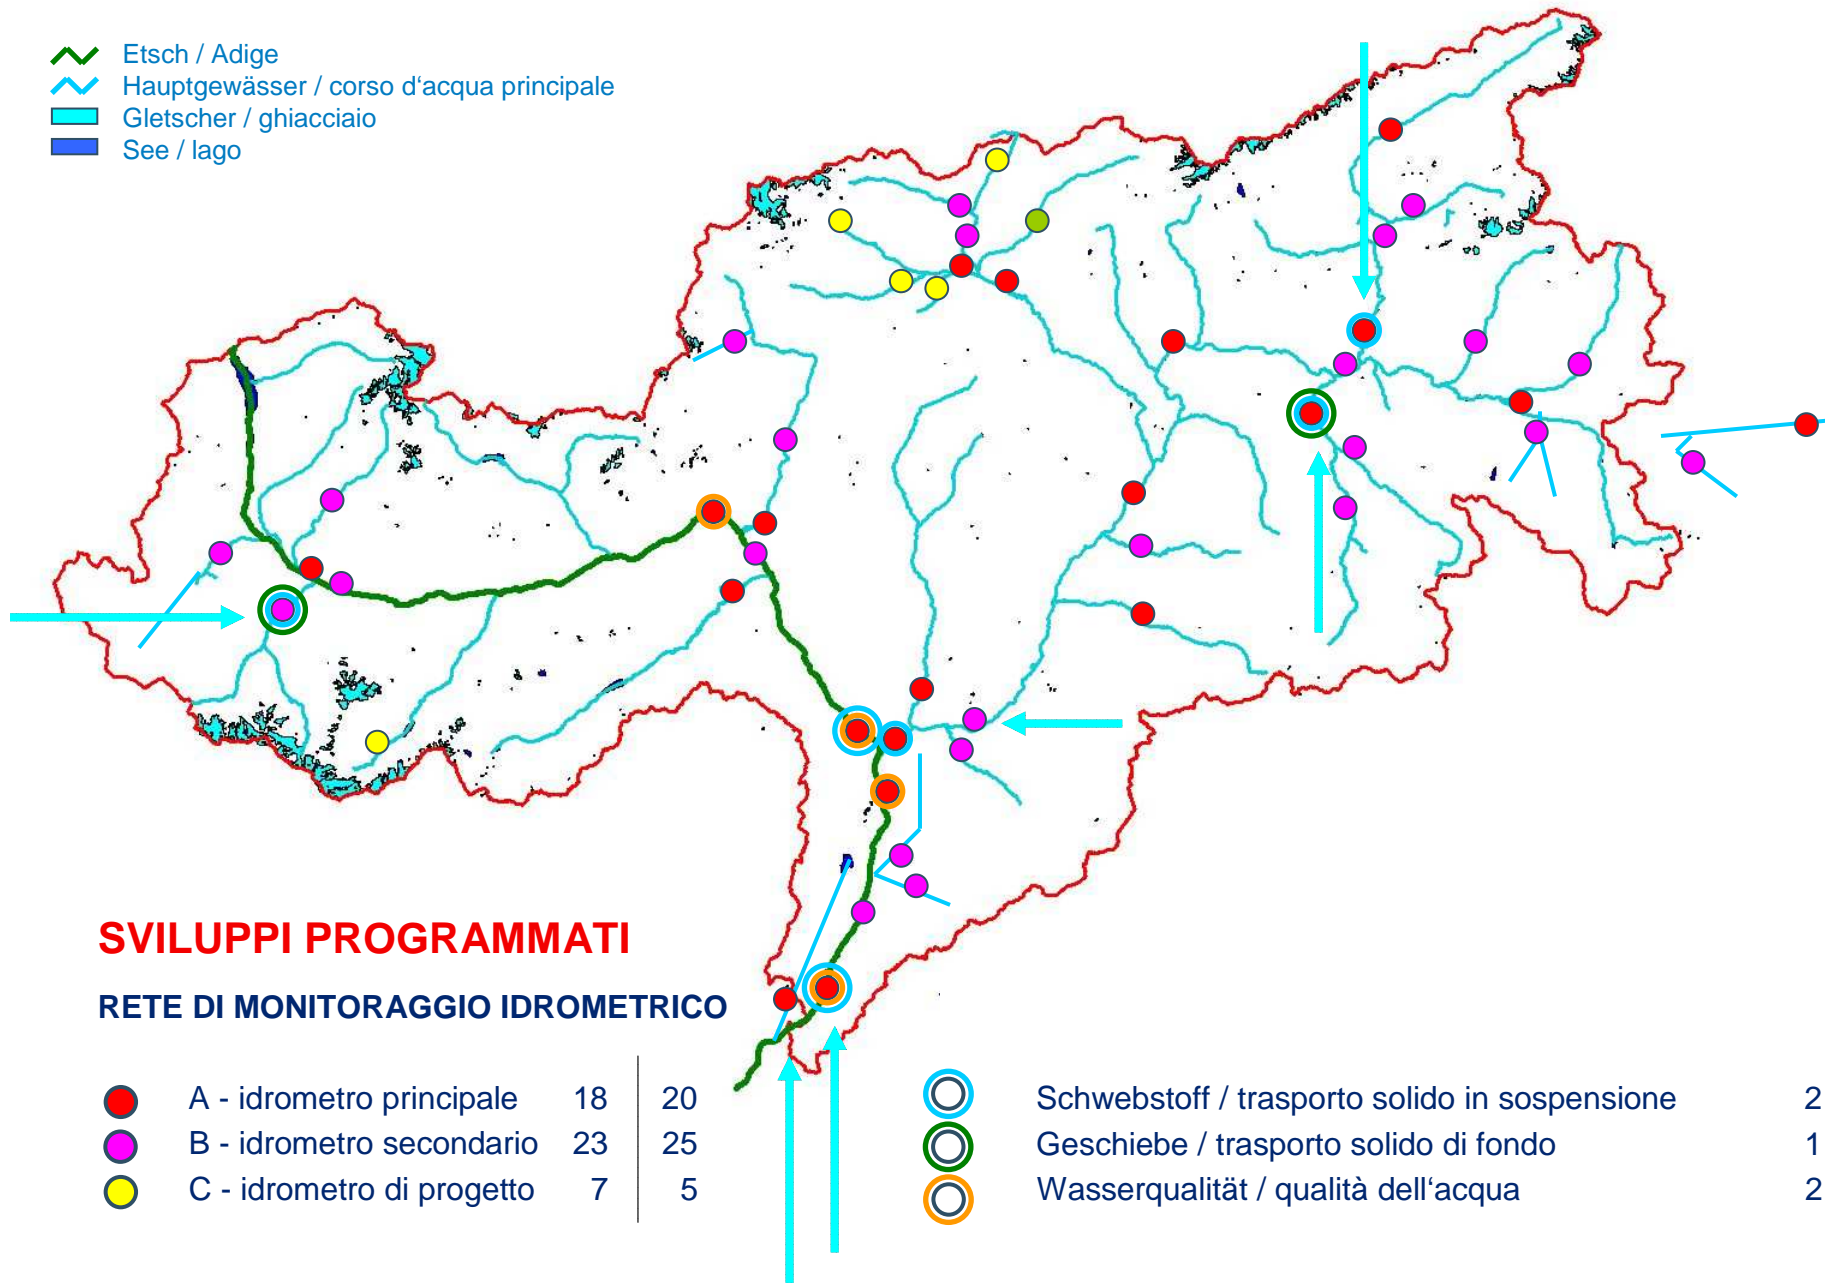 Etsch / Adige
Hauptgewässer / corso d‘acqua principale
Gletscher / ghiacciaio
See / lago
SVILUPPI PROGRAMMATI
RETE DI MONITORAGGIO IDROMETRICO
A - idrometro principale 18 20
B - idrometro secondario 23 25
C - idrometro di progetto 7 5
Schwebstoff / trasporto solido in sospensione 2
Geschiebe / trasporto solido di fondo 1
Wasserqualität / qualità dell‘acqua 2